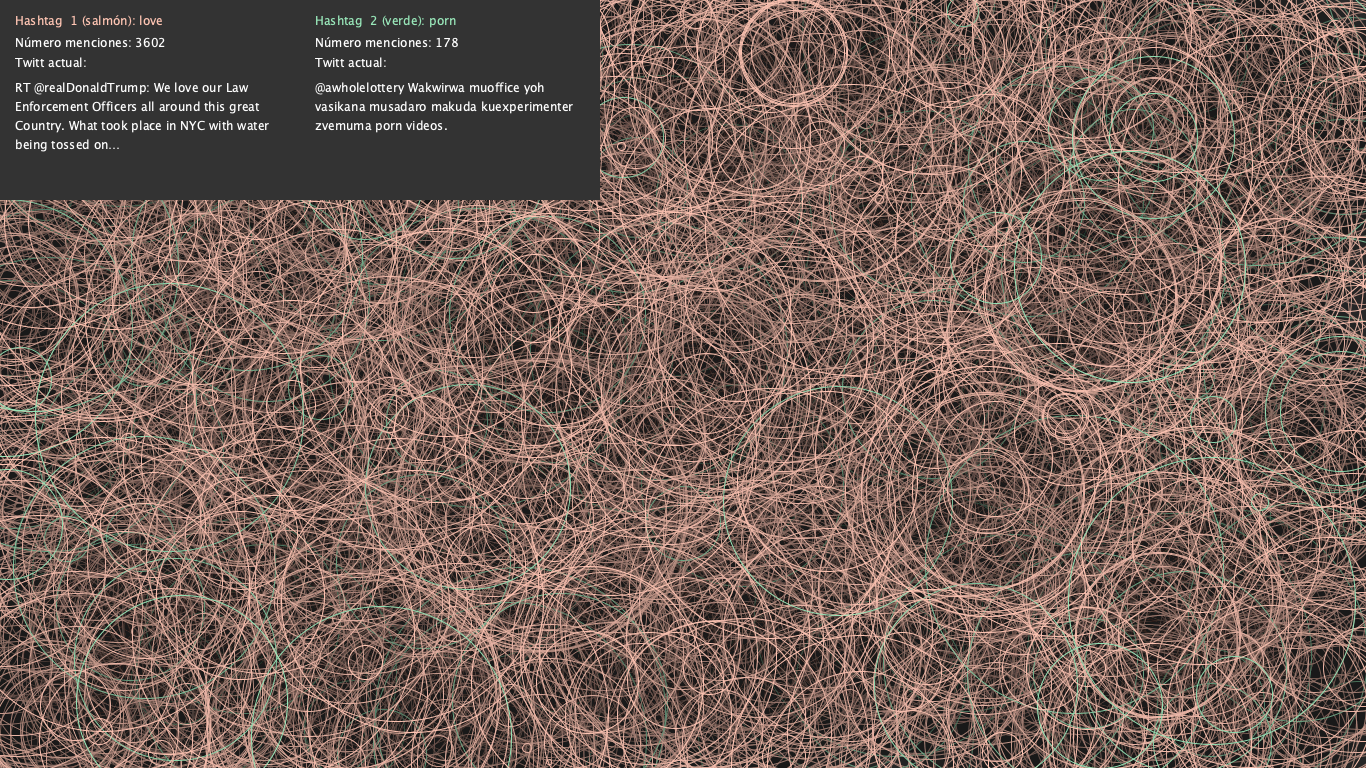 Hashtag 1 (salmón): love
Número menciones: 3602
Twitt actual:
RT @realDonaldTrump: We love our Law
Enforcement Officers all around this great
Country. What took place in NYC with water
being tossed on...
Hashtag 2 (verde): porn
Número menciones: 178
Twitt actual:
@awholelottery Wakwirwa muoffice yoh
vasikana musadaro makuda kuexperimenter
zvemuma porn videos.